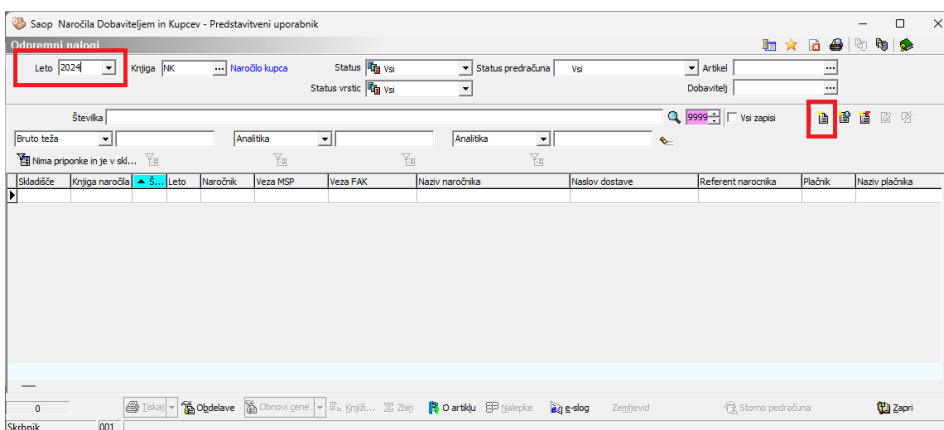 Saop Naročila Dobaviteljem in Kupcev - Predstavitveni uporabnik
Odpremni nalogi
Leto 2024 Knjiga NK ... Naročilo kupca Status Vsi Status predračuna Vsi Artikel ...
Status vrstic Vsi Dobavitelj ...
Številka 9999 Vsi zapisi
Bruto teža Analitika Analitika
Nima priponke in je v skl...
Skladišče Knjiga naročila Š... Leto Naročnik Veza MSP Veza FAK Naziv naročnika Naslov dostave Referent narocnika Plačnik Naziv plačnika
0 Tiskaj Obdelave Obnovi cene Knjiži... Zbirj O artiklu Nalepke e-slog Zemljevid Storno pedračuna Zapri
Skrbnik 001